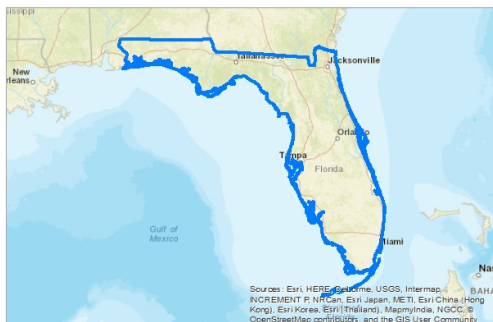 ssissippi
New
rleans
Tallahassee
Jacksonville
Orlando
Tampa
Florida
Gulf of
Mexico
Miami
Nas
BAHA
Sources: Esri, HERE, DeLorme, USGS, Intermap,
INCREMENT P, NRCan, Esri Japan, METI, Esri China (Hong
Kong), Esri Korea, Esri (Thailand), MapmyIndia, NGCC, ©
OpenStreetMap contributors, and the GIS User Community